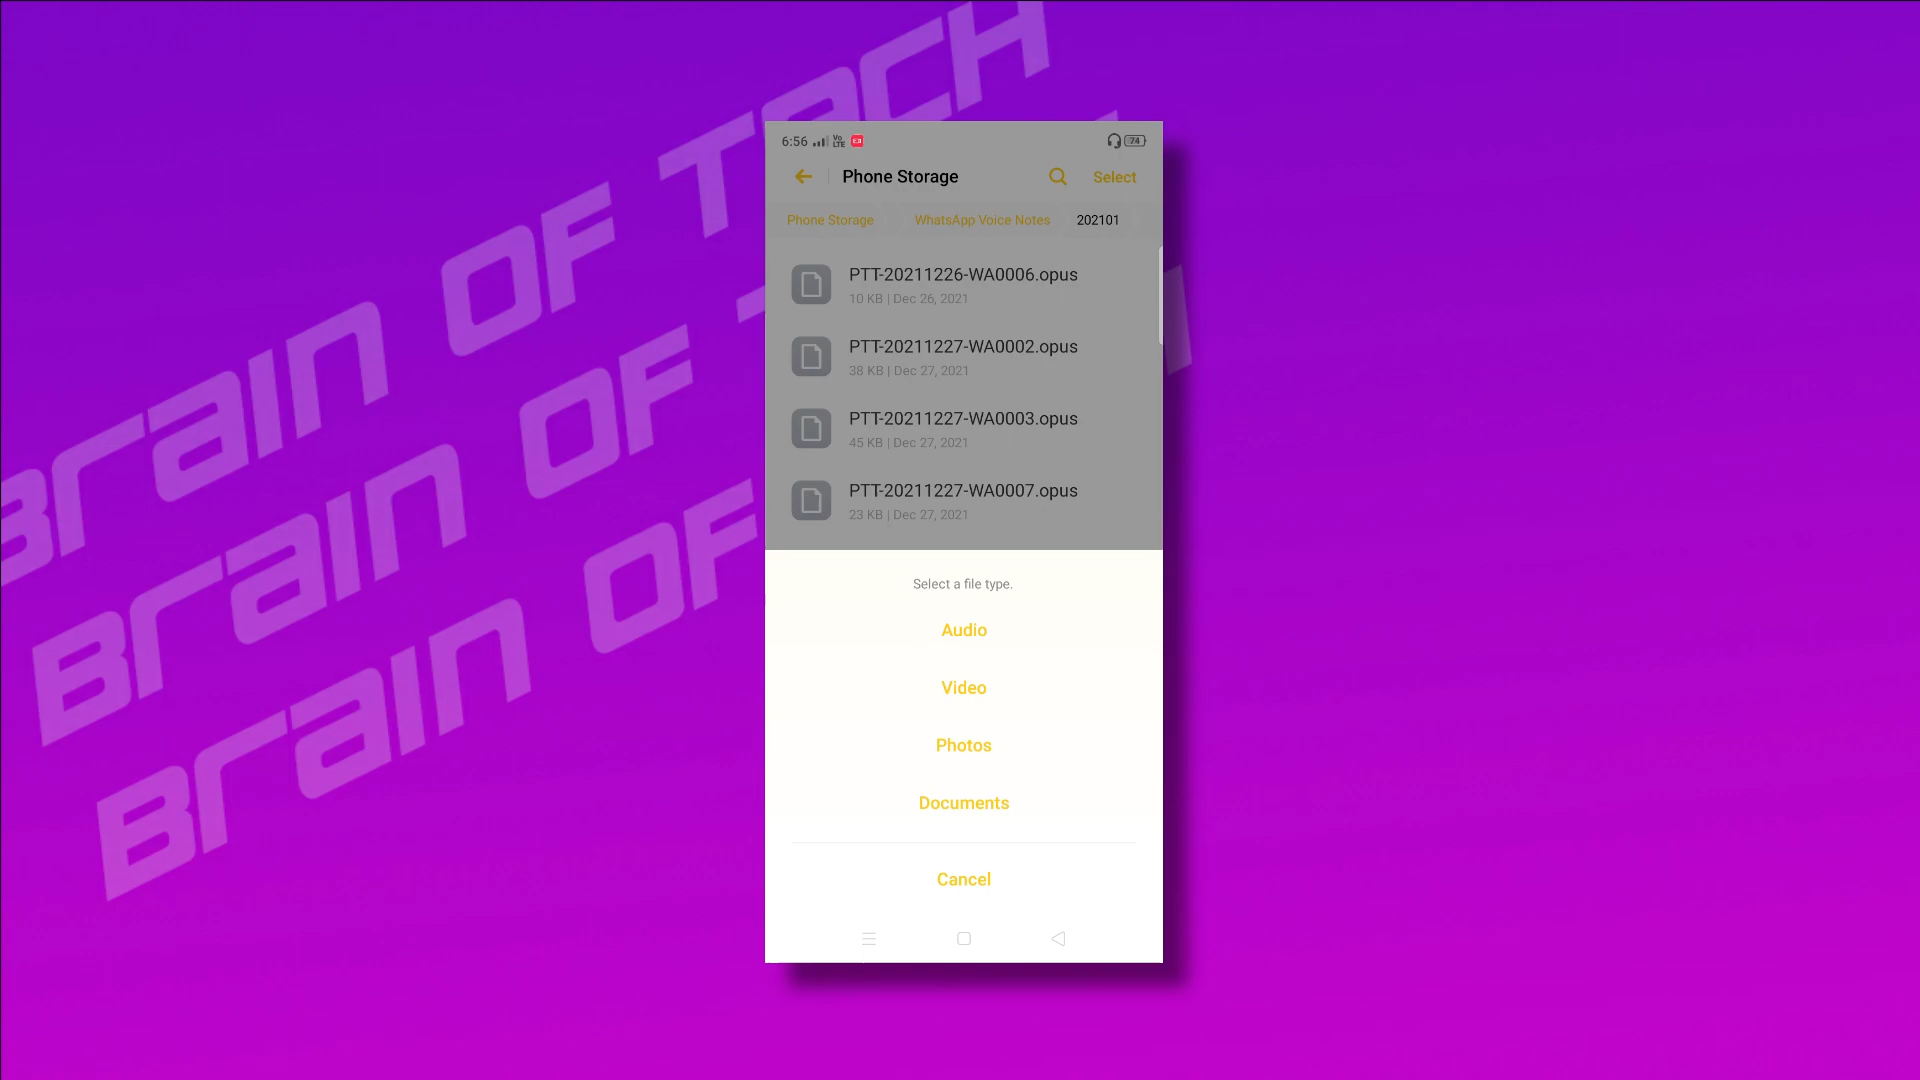 Brain of Tech
Brain of T
Brain of
6:56 Vo LTE 74
Phone Storage Select
Phone Storage WhatsApp Voice Notes 202101
PTT-20211226-WA0006.opus
10 KB | Dec 26, 2021
PTT-20211227-WA0002.opus
38 KB | Dec 27, 2021
PTT-20211227-WA0003.opus
45 KB | Dec 27, 2021
PTT-20211227-WA0007.opus
23 KB | Dec 27, 2021
Select a file type.
Audio
Video
Photos
Documents
Cancel